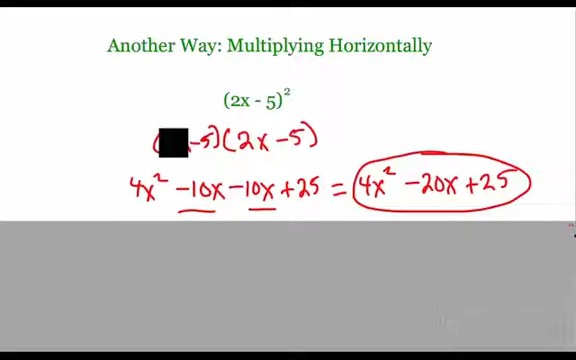 Another Way: Multiplying Horizontally
(2x - 5)²
( -5)(2x -5)
4x² -10x -10x +25 = 4x² -20x +25